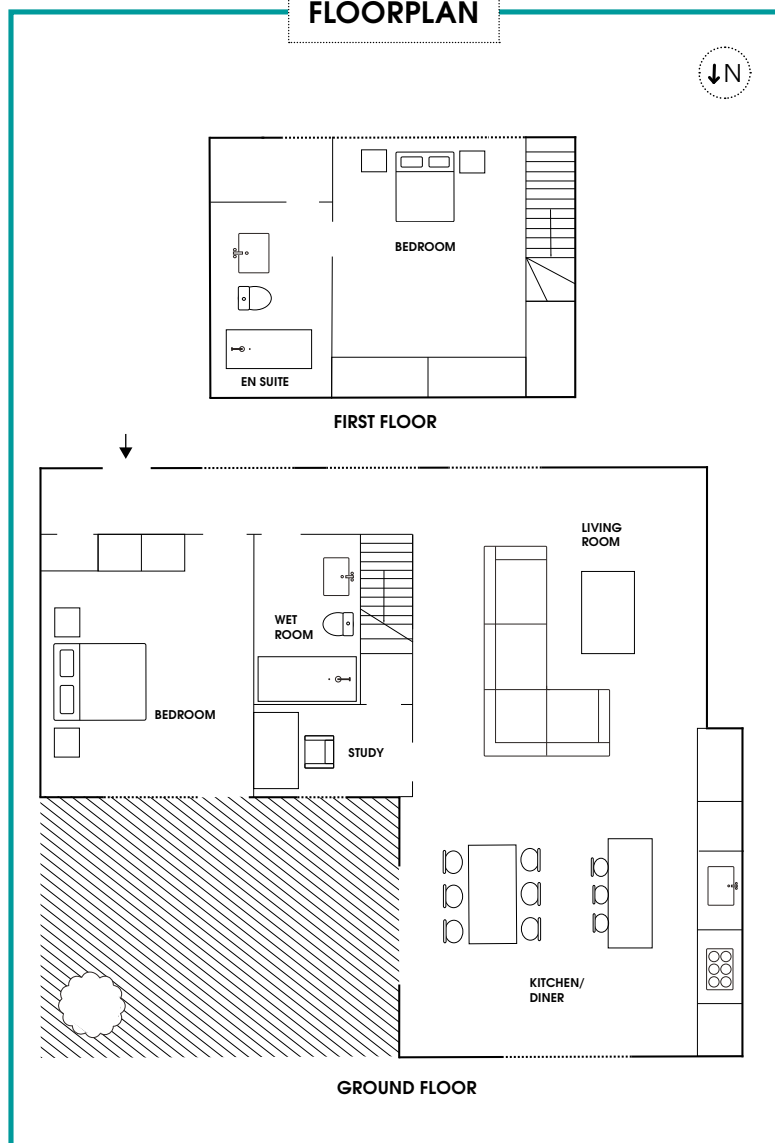 FLOORPLAN
N
BEDROOM
EN SUITE
FIRST FLOOR
LIVING
ROOM
WET
ROOM
BEDROOM
STUDY
KITCHEN/
DINER
GROUND FLOOR